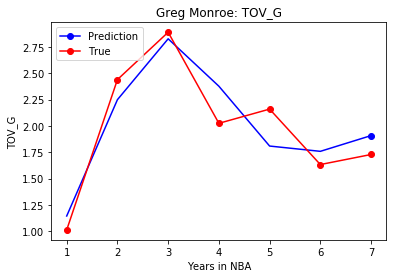 Greg Monroe: TOV_G
Prediction
True
TOV_G
2.75
2.50
2.25
2.00
1.75
1.50
1.25
1.00
1 2 3 4 5 6 7
Years in NBA